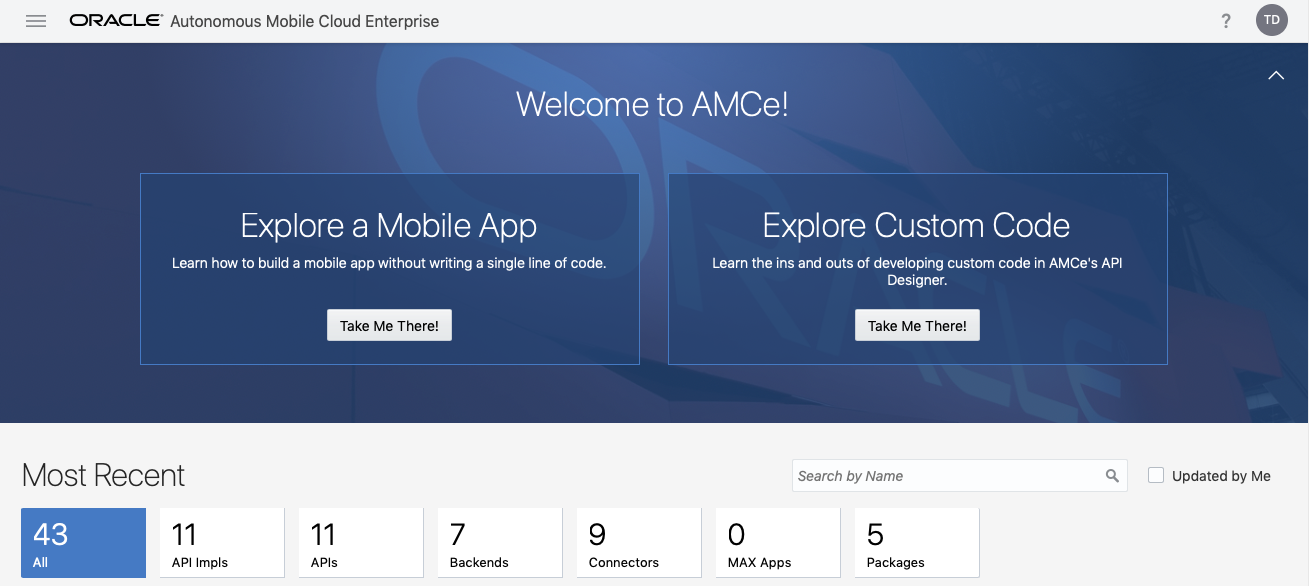 ORACLE Autonomous Mobile Cloud Enterprise ? TD
Welcome to AMCe!
Explore a Mobile App
Learn how to build a mobile app without writing a single line of code.
Take Me There!
Explore Custom Code
Learn the ins and outs of developing custom code in AMCe's API
Designer.
Take Me There!
ORACLE
Most Recent
Search by Name
Updated by Me
43
All
11
API Impls
11
APIs
7
Backends
9
Connectors
0
MAX Apps
5
Packages